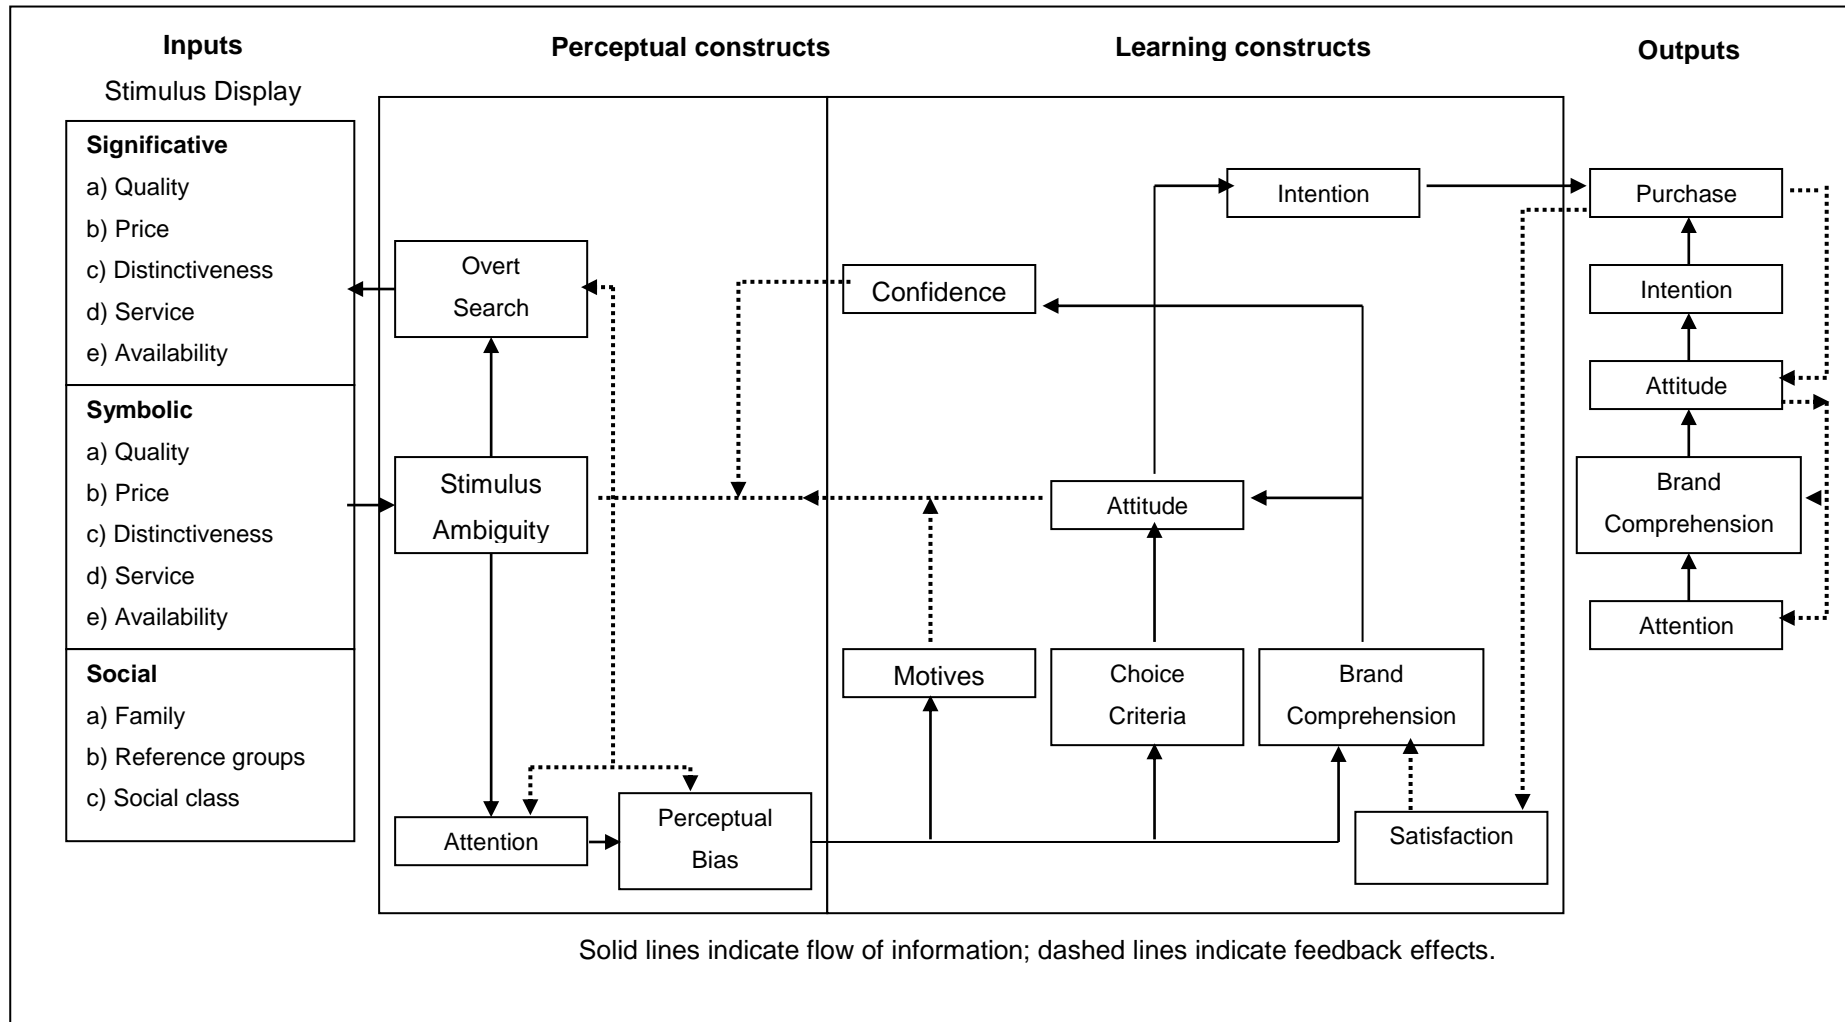 Inputs
Perceptual constructs
Learning constructs
Outputs
Stimulus Display
Significative
a) Quality
b) Price
c) Distinctiveness
d) Service
e) Availability
Symbolic
a) Quality
b) Price
c) Distinctiveness
d) Service
e) Availability
Social
a) Family
b) Reference groups
c) Social class
Overt
Search
Stimulus
Ambiguity
Attention
Perceptual
Bias
Intention
Confidence
Attitude
Motives
Choice
Criteria
Brand
Comprehension
Satisfaction
Purchase
Intention
Attitude
Brand
Comprehension
Attention
Solid lines indicate flow of information; dashed lines indicate feedback effects.